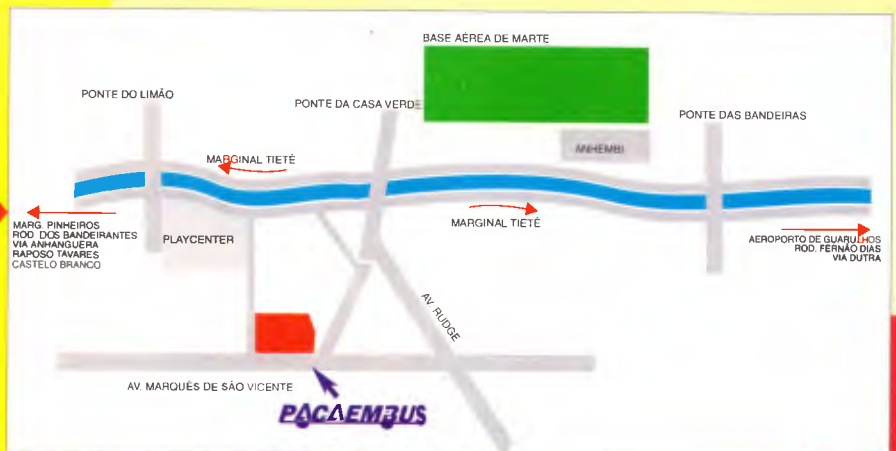 BASE AÉREA DE MARTE
PONTE DO LIMÃO
PONTE DA CASA VERDE
PONTE DAS BANDEIRAS
ANHEMBI
MARGINAL TIETÊ
MARGINAL TIETÊ
MARG. PINHEIROS
ROD. DOS BANDEIRANTES
VIA ANHANGUERA
RAPOSO TAVARES
CASTELO BRANCO
PLAYCENTER
AEROPORTO DE GUARULHOS
ROD. FERNÃO DIAS
VIA DUTRA
AV. RUDGE
AV. MARQUÊS DE SÃO VICENTE
PACAEMBUS